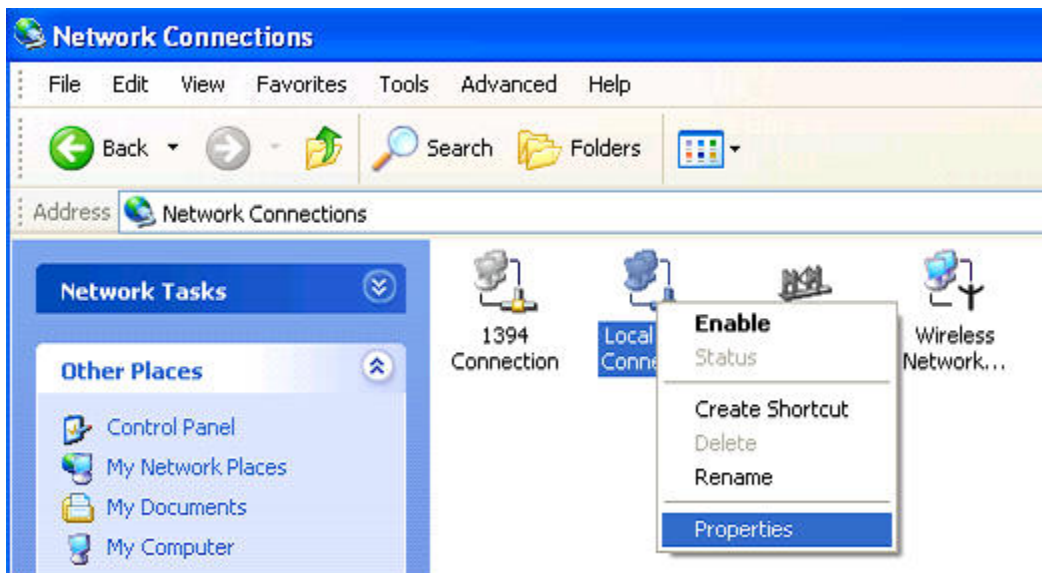 Network Connections
File Edit View Favorites Tools Advanced Help
Back Search Folders
Address Network Connections
Network Tasks
Other Places
Control Panel
My Network Places
My Documents
My Computer
1394
Connection
Local
Conne
Wireless
Network...
Enable
Status
Create Shortcut
Delete
Rename
Properties